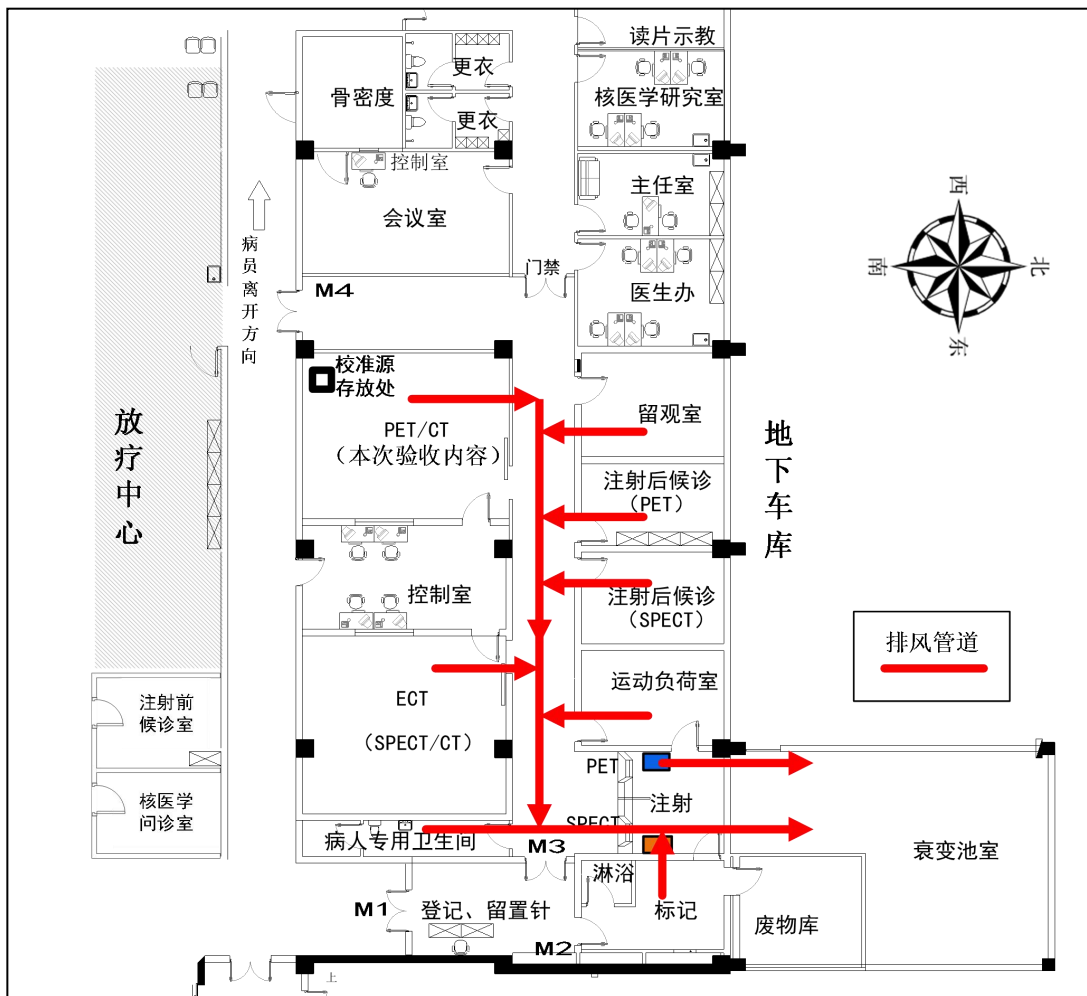 读片示教
更衣
骨密度
核医学研究室
更衣
控制室
主任室
会议室
西
南
北
东
病员离开方向
门禁
医生办
M4
校准源
存放处
留观室
PET/CT
(本次验收内容)
放疗中心
地下车库
注射后候诊
(PET)
控制室
注射后候诊
(SPECT)
排风管道
运动负荷室
ECT
(SPECT/CT)
注射前
候诊室
PET
注射
核医学
问诊室
SPECT
病人专用卫生间
M3
衰变池室
淋浴
M1
登记、留置针
标记
废物库
M2
上